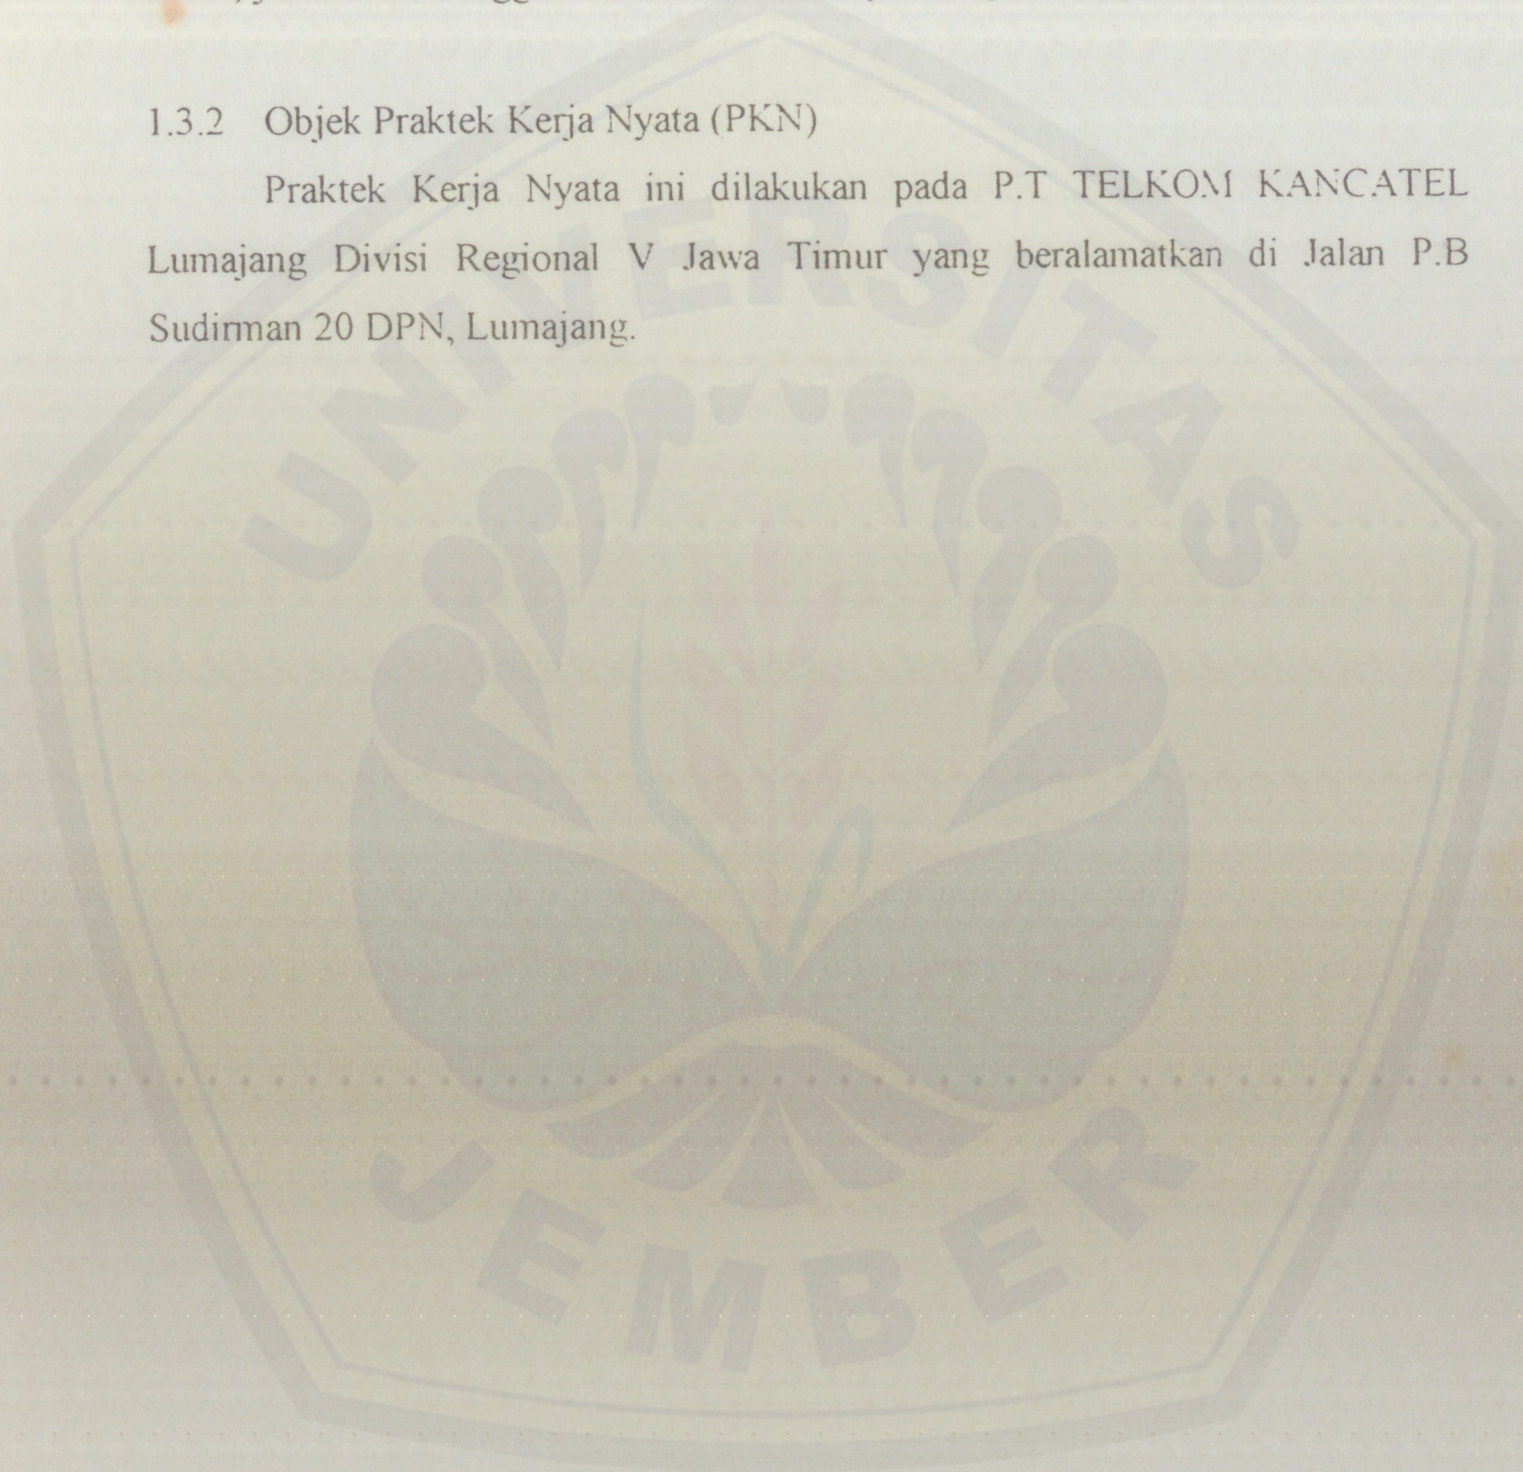 1.3.2 Objek Praktek Kerja Nyata (PKN)
Praktek Kerja Nyata ini dilakukan pada P.T TELKOM KANCATEL
Lumajang Divisi Regional V Jawa Timur yang beralamatkan di Jalan P.B
Sudirman 20 DPN, Lumajang.
UNIVERSITAS
JEMBER